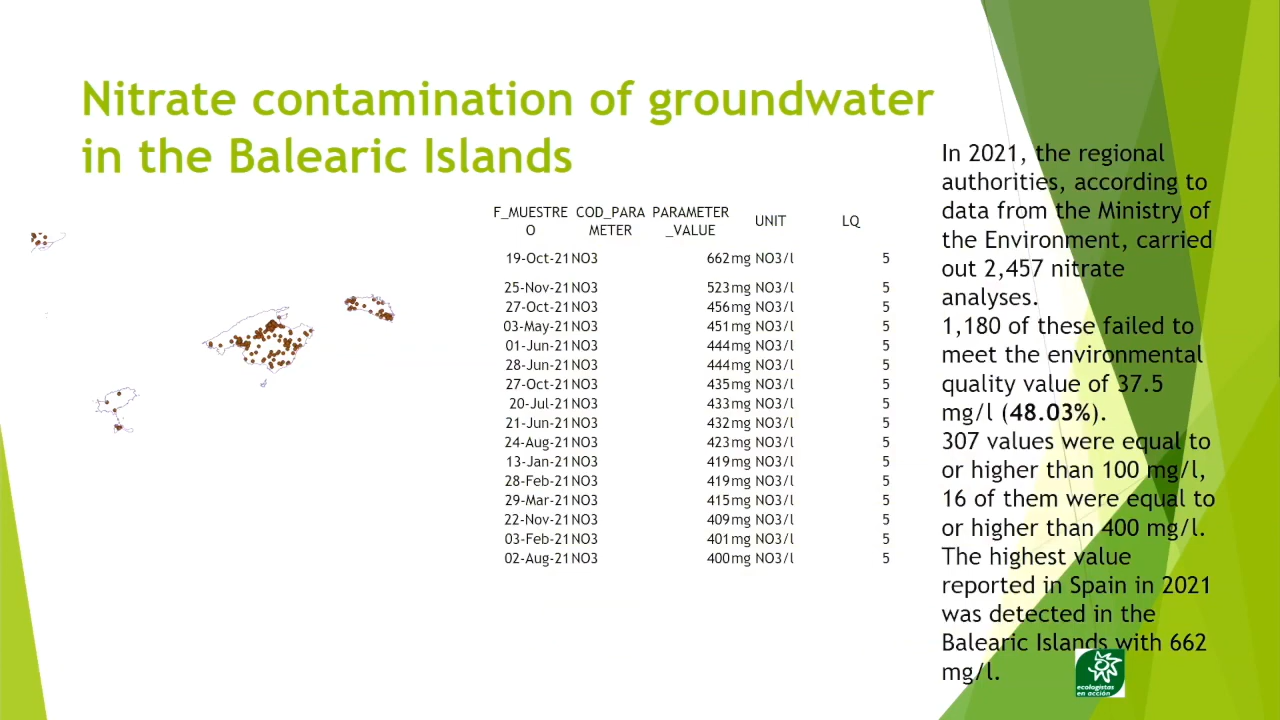 Nitrate contamination of groundwater
in the Balearic Islands
F_MUESTRE COD_PARA PARAMETER UNIT LQ
O METER _VALUE
19-Oct-21 NO3 662 mg NO3/l 5
25-Nov-21 NO3 523 mg NO3/l 5
27-Oct-21 NO3 456 mg NO3/l 5
03-May-21 NO3 451 mg NO3/l 5
01-Jun-21 NO3 444 mg NO3/l 5
28-Jun-21 NO3 444 mg NO3/l 5
27-Oct-21 NO3 435 mg NO3/l 5
20-Jul-21 NO3 433 mg NO3/l 5
21-Jun-21 NO3 432 mg NO3/l 5
24-Aug-21 NO3 423 mg NO3/l 5
13-Jan-21 NO3 419 mg NO3/l 5
28-Feb-21 NO3 419 mg NO3/l 5
29-Mar-21 NO3 415 mg NO3/l 5
22-Nov-21 NO3 409 mg NO3/l 5
03-Feb-21 NO3 401 mg NO3/l 5
02-Aug-21 NO3 400 mg NO3/l 5
In 2021, the regional
authorities, according to
data from the Ministry of
the Environment, carried
out 2,457 nitrate
analyses.
1,180 of these failed to
meet the environmental
quality value of 37.5
mg/l (48.03%).
307 values were equal to
or higher than 100 mg/l,
16 of them were equal to
or higher than 400 mg/l.
The highest value
reported in Spain in 2021
was detected in the
Balearic Islands with 662
mg/l.
ecologistas
en acción